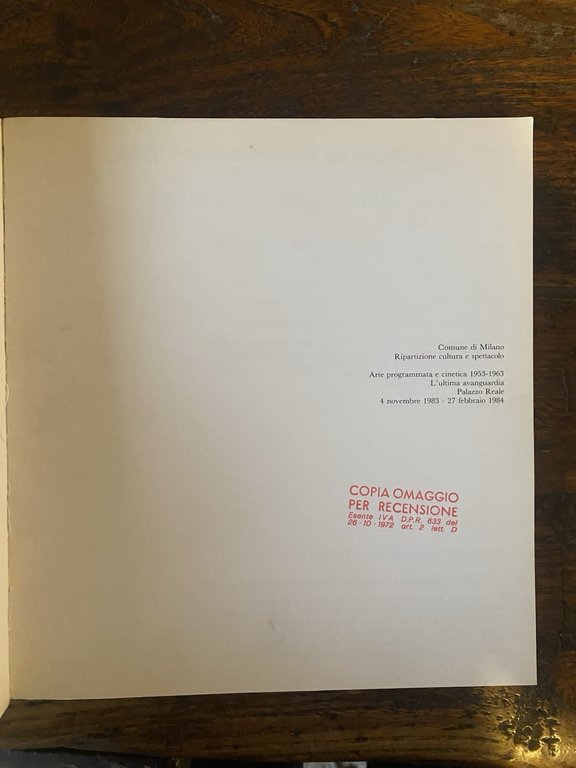 Comune di Milano
Ripartizione cultura e spettacolo
Arte programmata e cinetica 1953-1963
L'ultima avanguardia
Palazzo Reale
4 novembre 1983 - 27 febbraio 1984
COPIA OMAGGIO
PER RECENSIONE
Esente IVA D.P.R. 633 del
26-10-1972 art. 2 lett. D